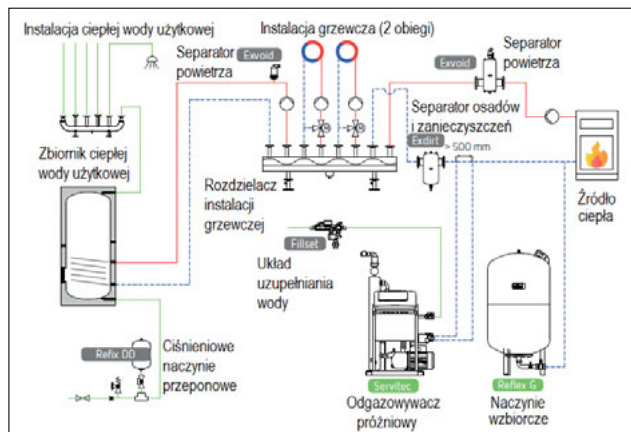 Instalacja ciepłej wody użytkowej
Instalacja grzewcza (2 obiegi)
Separator
powietrza
Exvoid
Exvoid
Separator
powietrza
Separator osadów
i zanieczyszczeń
Exdirt
> 500 mm
Zbiornik ciepłej
wody użytkowej
Rozdzielacz
instalacji
grzewczej
Źródło
ciepła
Fillset
Układ
uzupełniania
wody
Refix DD
Ciśnieniowe
naczynie
przeponowe
Servitec
Odgazowywacz
próżniowy
Reflex G
Naczynie
wzbiorcze